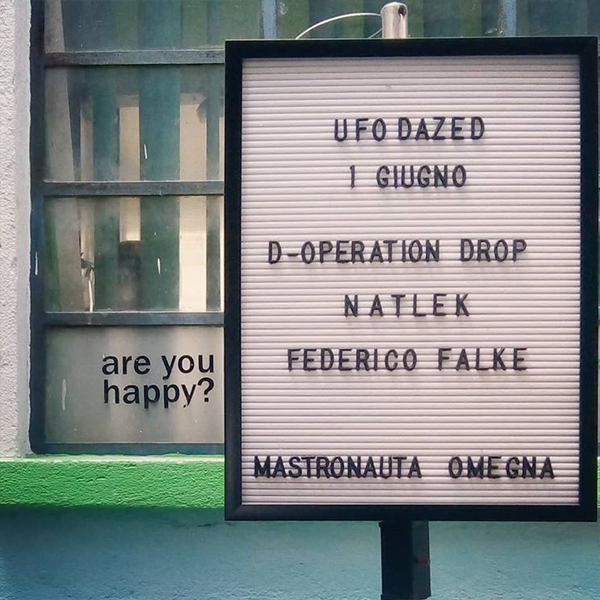 UFO DAZED
1 GIUGNO
D-OPERATION DROP
NATLEK
FEDERICO FALKE
MASTRONAUTA OMEGNA
are you
happy?